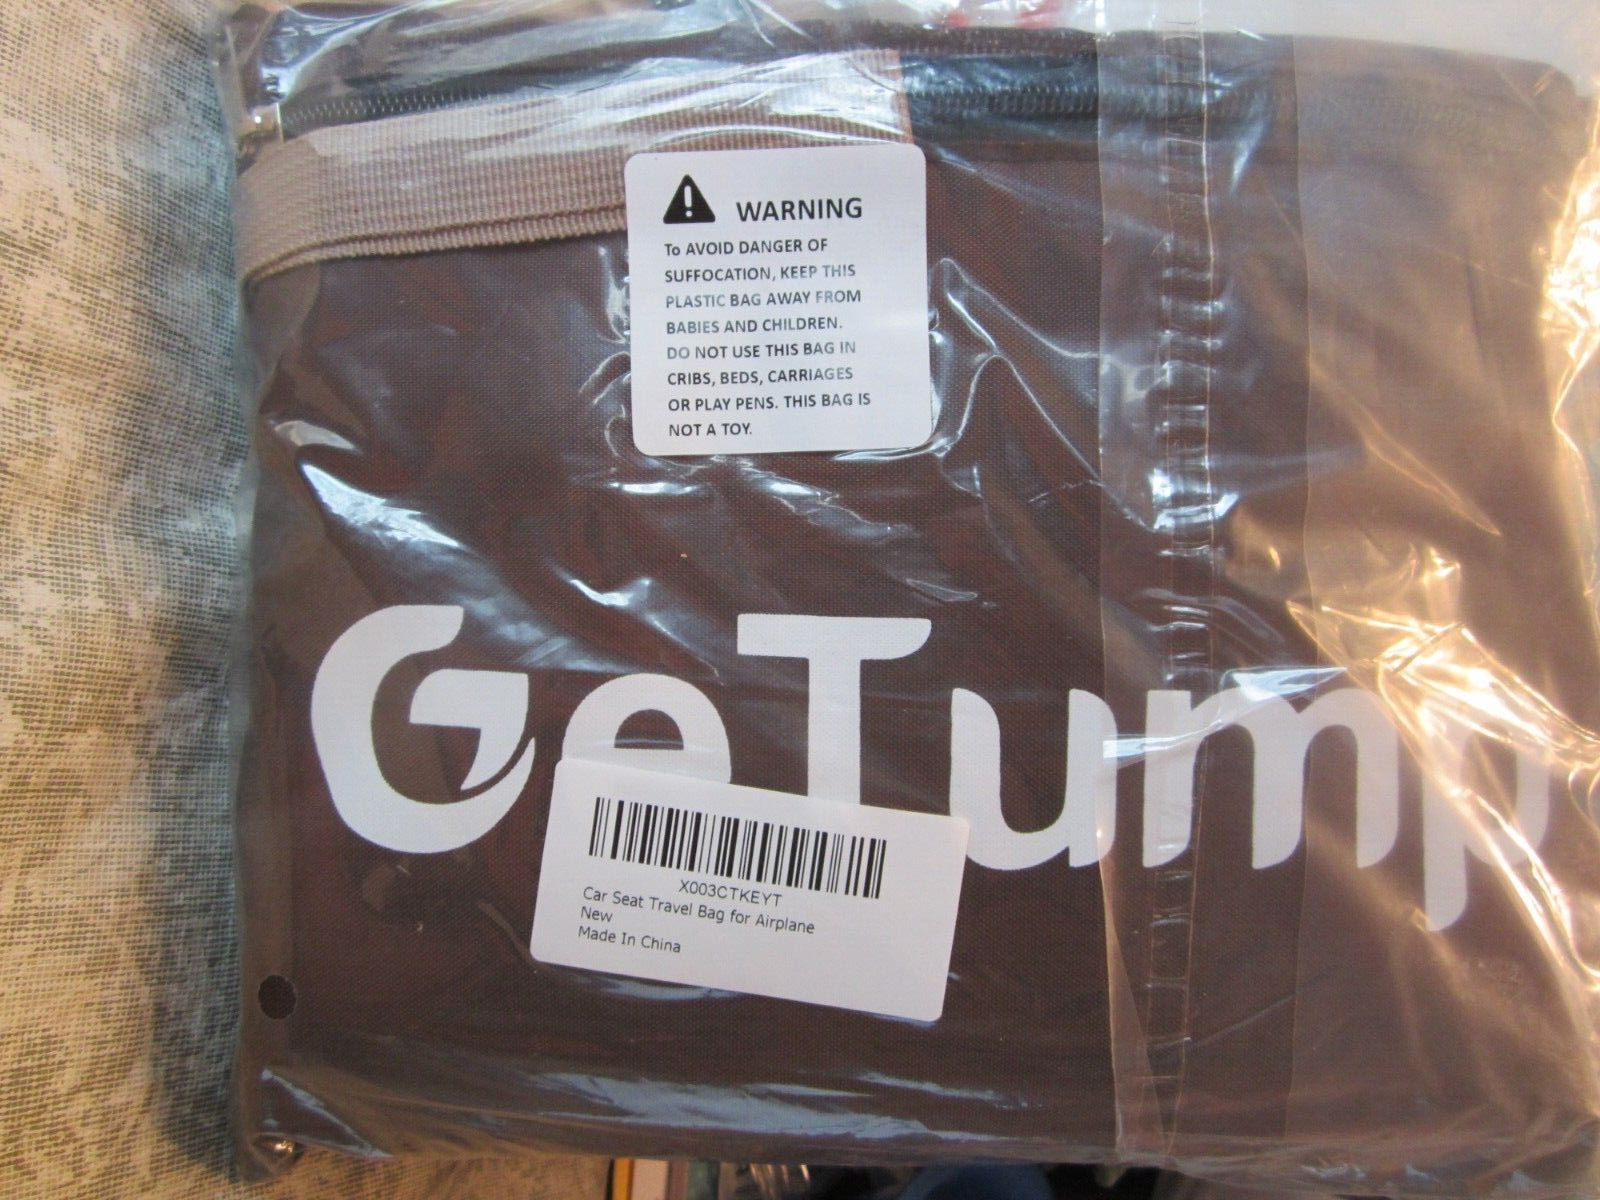 WARNING
To AVOID DANGER OF
SUFFOCATION, KEEP THIS
PLASTIC BAG AWAY FROM
BABIES AND CHILDREN.
DO NOT USE THIS BAG IN
CRIBS, BEDS, CARRIAGES
OR PLAY PENS. THIS BAG IS
NOT A TOY.
GeTump
X003CTKEYT
Car Seat Travel Bag for Airplane
New
Made In China